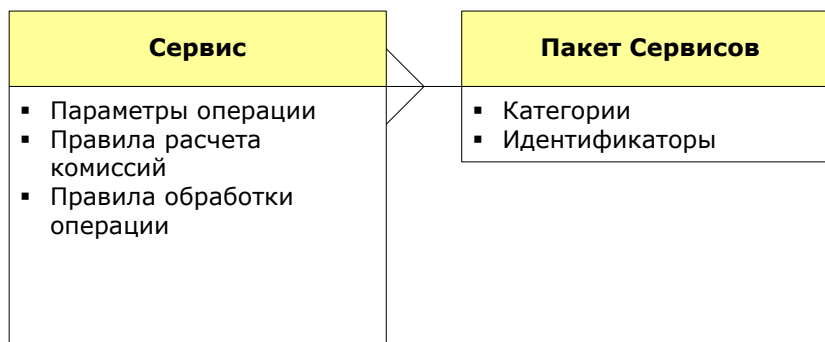 Сервис
▪ Параметры операции
▪ Правила расчета
комиссий
▪ Правила обработки
операции
Пакет Сервисов
▪ Категории
▪ Идентификаторы